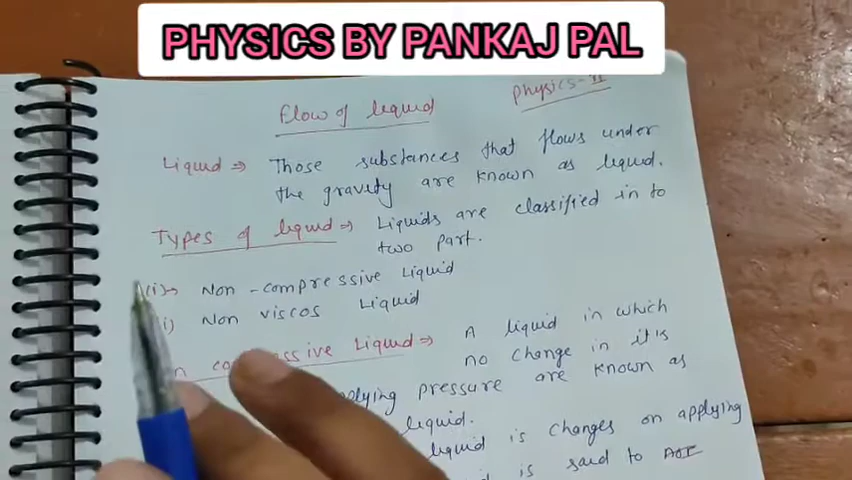 PHYSICS BY PANKAJ PAL
Physics-II
Flow of liquid
Liquid ⇒ Those substances that flows under
the gravity are known as liquid.
Types of liquid ⇒ Liquids are classified in to
two part.
(i)→ Non-compressive Liquid
i) Non viscos Liquid
n co essive Liquid ⇒ A liquid in which
no change in it's
pplying pressure are known as
liquid.
liquid is changes on applying
is said to